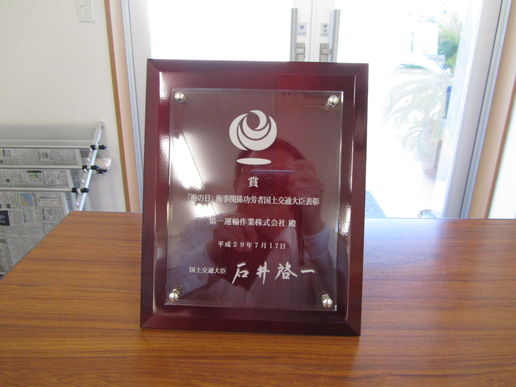 賞
「海の日」海事関係功労者国土交通大臣表彰
第一運輸作業株式会社 殿
平成29年7月17日
国土交通大臣 石井啓一